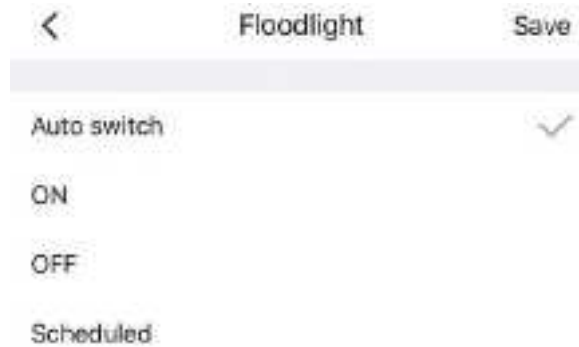 Floodlight Save
Auto switch
ON
OFF
Scheduled